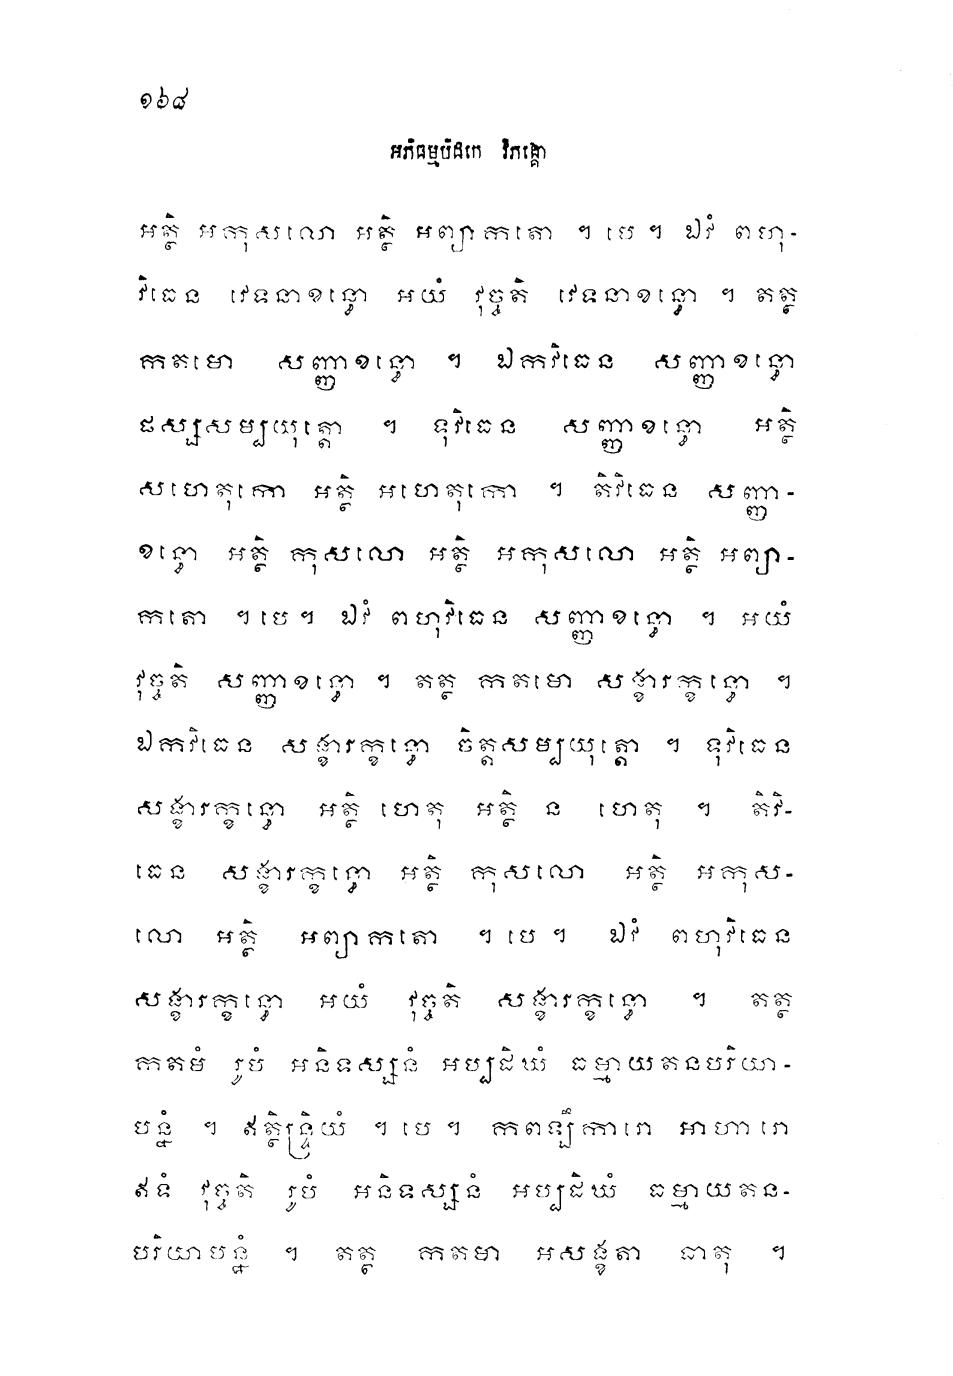 ១៦៨
អភិធម្មបិដកេ វិភង្គោ
អត្ថិ អកុសលោ អត្ថិ អព្យាកតោ ។ បេ ។ ឯវំ ពហុ-
វិធេន វេទនាខន្ធោ អយំ វុច្ចតិ វេទនាខន្ធោ ។ តត្ថ
កតមោ សញ្ញាខន្ធោ ។ ឯកវិធេន សញ្ញាខន្ធោ
ផស្សសម្បយុត្តោ ។ ទុវិធេន សញ្ញាខន្ធោ អត្ថិ
សហេតុកោ អត្ថិ អហេតុកោ ។ តិវិធេន សញ្ញា-
ខន្ធោ អត្ថិ កុសលោ អត្ថិ អកុសលោ អត្ថិ អព្យា-
កតោ ។ បេ ។ ឯវំ ពហុវិធេន សញ្ញាខន្ធោ ។ អយំ
វុច្ចតិ សញ្ញាខន្ធោ ។ តត្ថ កតមោ សង្ខារក្ខន្ធោ ។
ឯកវិធេន សង្ខារក្ខន្ធោ ចិត្តសម្បយុត្តោ ។ ទុវិធេន
សង្ខារក្ខន្ធោ អត្ថិ ហេតុ អត្ថិ ន ហេតុ ។ តិវិ-
ធេន សង្ខារក្ខន្ធោ អត្ថិ កុសលោ អត្ថិ អកុស-
លោ អត្ថិ អព្យាកតោ ។ បេ ។ ឯវំ ពហុវិធេន
សង្ខារក្ខន្ធោ អយំ វុច្ចតិ សង្ខារក្ខន្ធោ ។ តត្ថ
កតមំ រូបំ អនិទស្សនំ អប្បដិឃំ ធម្មាយតនបរិយា-
បន្នំ ។ ឥត្ថិន្ទ្រិយំ ។ បេ ។ កពឡីការោ អាហារោ
ឥទំ វុច្ចតិ រូបំ អនិទស្សនំ អប្បដិឃំ ធម្មាយតន-
បរិយាបន្នំ ។ តត្ថ កតមា អសង្ខតា ធាតុ ។